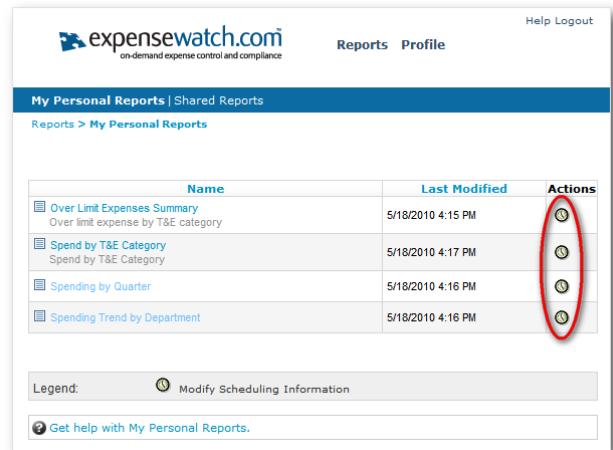 Help Logout
expensewatch.com
on-demand expense control and compliance
Reports Profile
My Personal Reports | Shared Reports
Reports > My Personal Reports
Name Last Modified Actions
Over Limit Expenses Summary
Over limit expense by T&E category
5/18/2010 4:15 PM
Spend by T&E Category
Spend by T&E Category
5/18/2010 4:17 PM
Spending by Quarter 5/18/2010 4:16 PM
Spending Trend by Department 5/18/2010 4:16 PM
Legend: Modify Scheduling Information
? Get help with My Personal Reports.